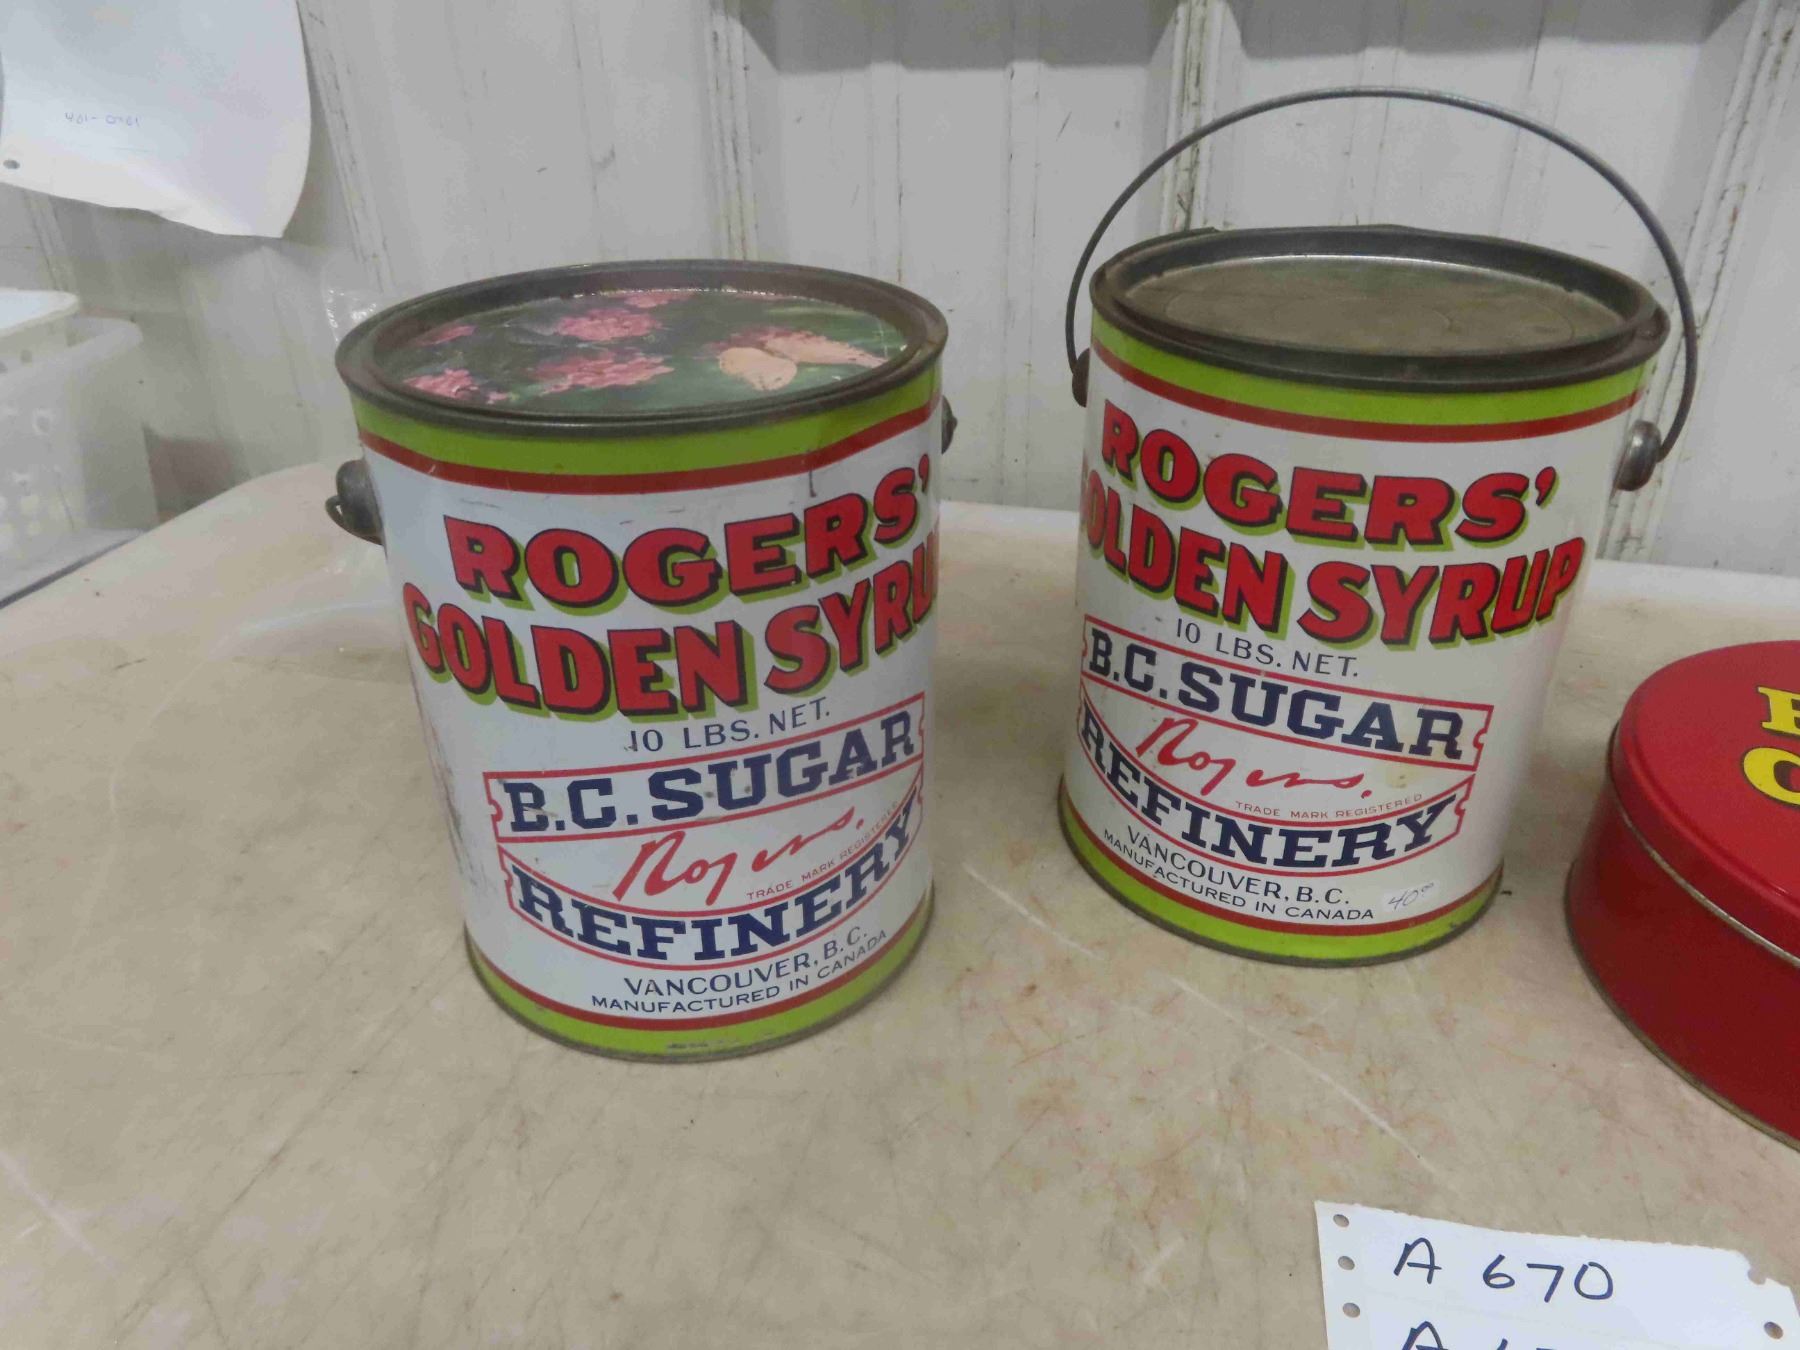 ROGERS'
GOLDEN SYRU
10 LBS. NET.
B.C. SUGAR
Rogers.
TRADE MARK REGISTERED
REFINERY
VANCOUVER, B.C.
MANUFACTURED IN CANADA
ROGERS'
OLDEN SYRUP
10 LBS. NET.
B.C. SUGAR
Rogers.
TRADE MARK REGISTERED
REFINERY
VANCOUVER, B.C.
MANUFACTURED IN CANADA
40.00
A 670